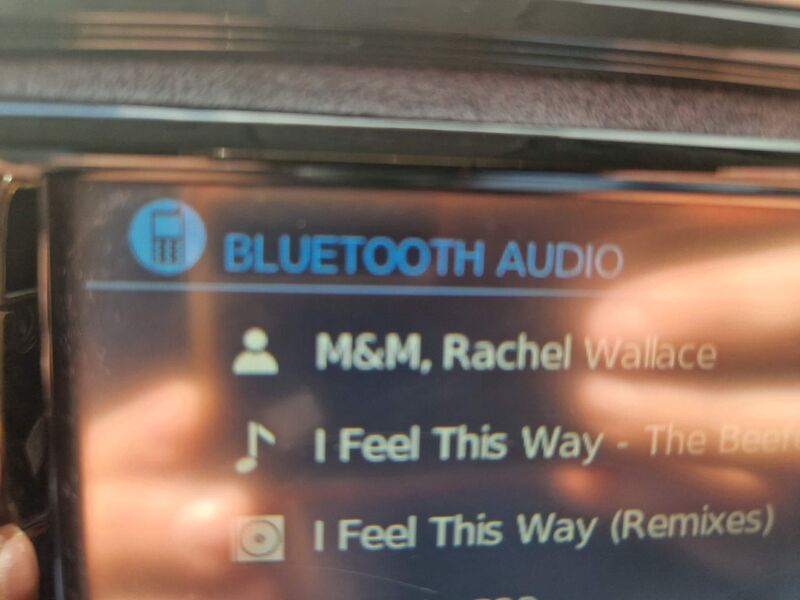 BLUETOOTH AUDIO
M&M, Rachel Wallace
I Feel This Way - The
I Feel This Way (Remixes)